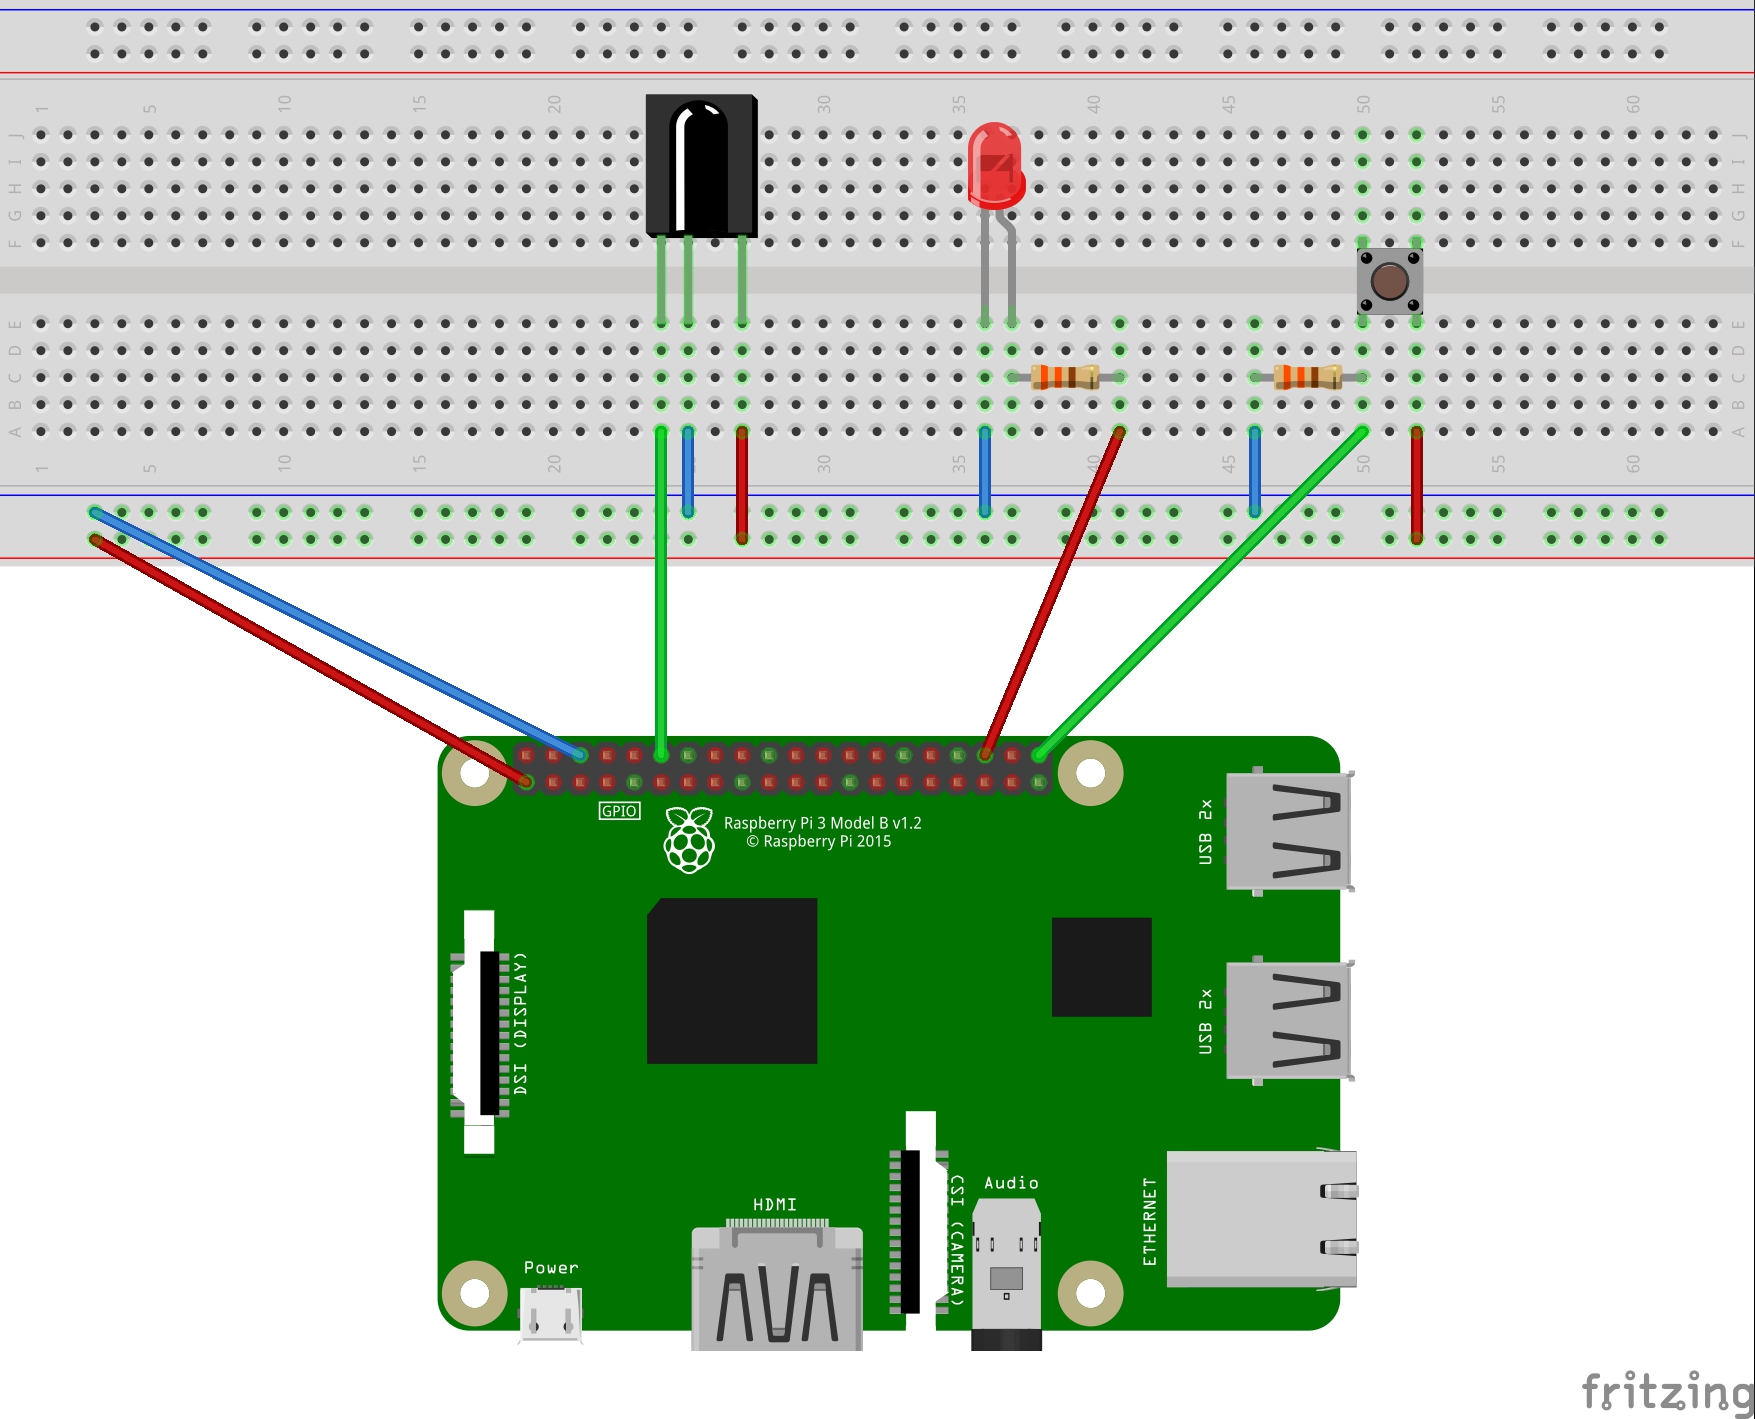 1 5 10 15 20 30 35 40 45 50 55 60
J J
I I
H H
G G
F F
E E
D D
C C
B B
A A
1 5 10 15 20 30 35 40 45 50 55 60
GPIO
Raspberry Pi 3 Model B v1.2
© Raspberry Pi 2015
USB 2x
DSI (DISPLAY)
USB 2x
CSI (CAMERA)
Audio
ETHERNET
HDMI
Power
fritzing